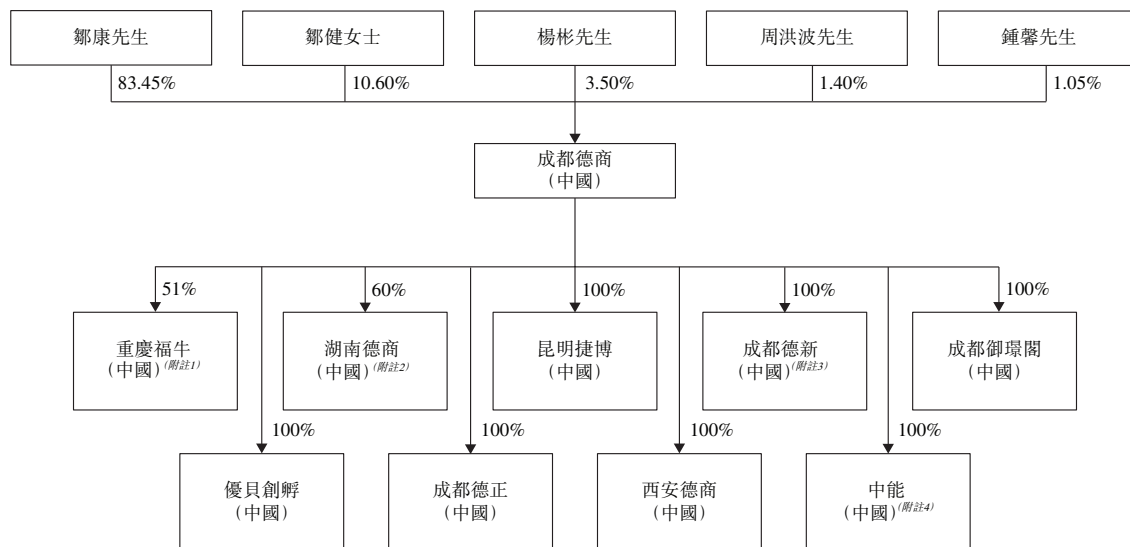 鄒康先生
鄒健女士
楊彬先生
周洪波先生
鍾馨先生
83.45%
10.60%
3.50%
1.40%
1.05%
成都德商
(中國)
51%
60%
100%
100%
100%
重慶福牛
(中國)(附註1)
湖南德商
(中國)(附註2)
昆明捷博
(中國)
成都德新
(中國)(附註3)
成都御璟閣
(中國)
100%
100%
100%
100%
優貝創孵
(中國)
成都德正
(中國)
西安德商
(中國)
中能
(中國)(附註4)